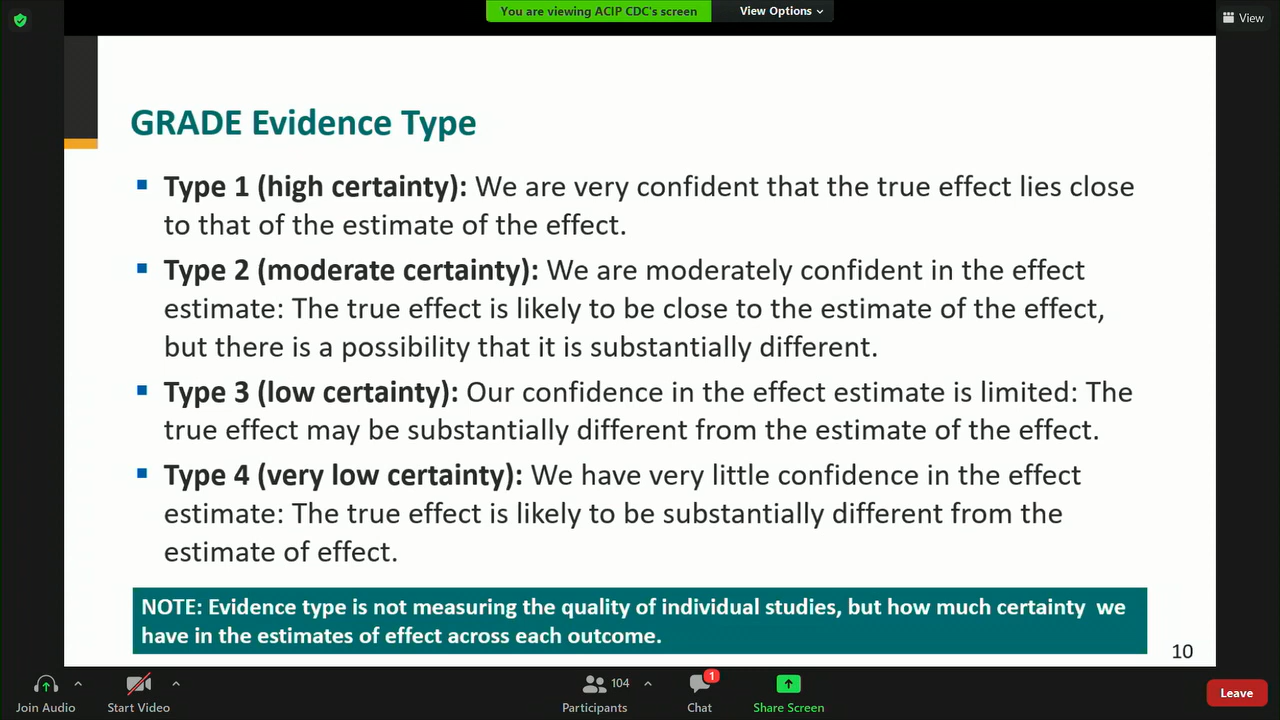 You are viewing ACIP CDC's screen
View Options
View
GRADE Evidence Type
Type 1 (high certainty): We are very confident that the true effect lies close
to that of the estimate of the effect.
Type 2 (moderate certainty): We are moderately confident in the effect
estimate: The true effect is likely to be close to the estimate of the effect,
but there is a possibility that it is substantially different.
Type 3 (low certainty): Our confidence in the effect estimate is limited: The
true effect may be substantially different from the estimate of the effect.
Type 4 (very low certainty): We have very little confidence in the effect
estimate: The true effect is likely to be substantially different from the
estimate of effect.
NOTE: Evidence type is not measuring the quality of individual studies, but how much certainty we
have in the estimates of effect across each outcome.
10
Join Audio
Start Video
104
Participants
1
Chat
Share Screen
Leave